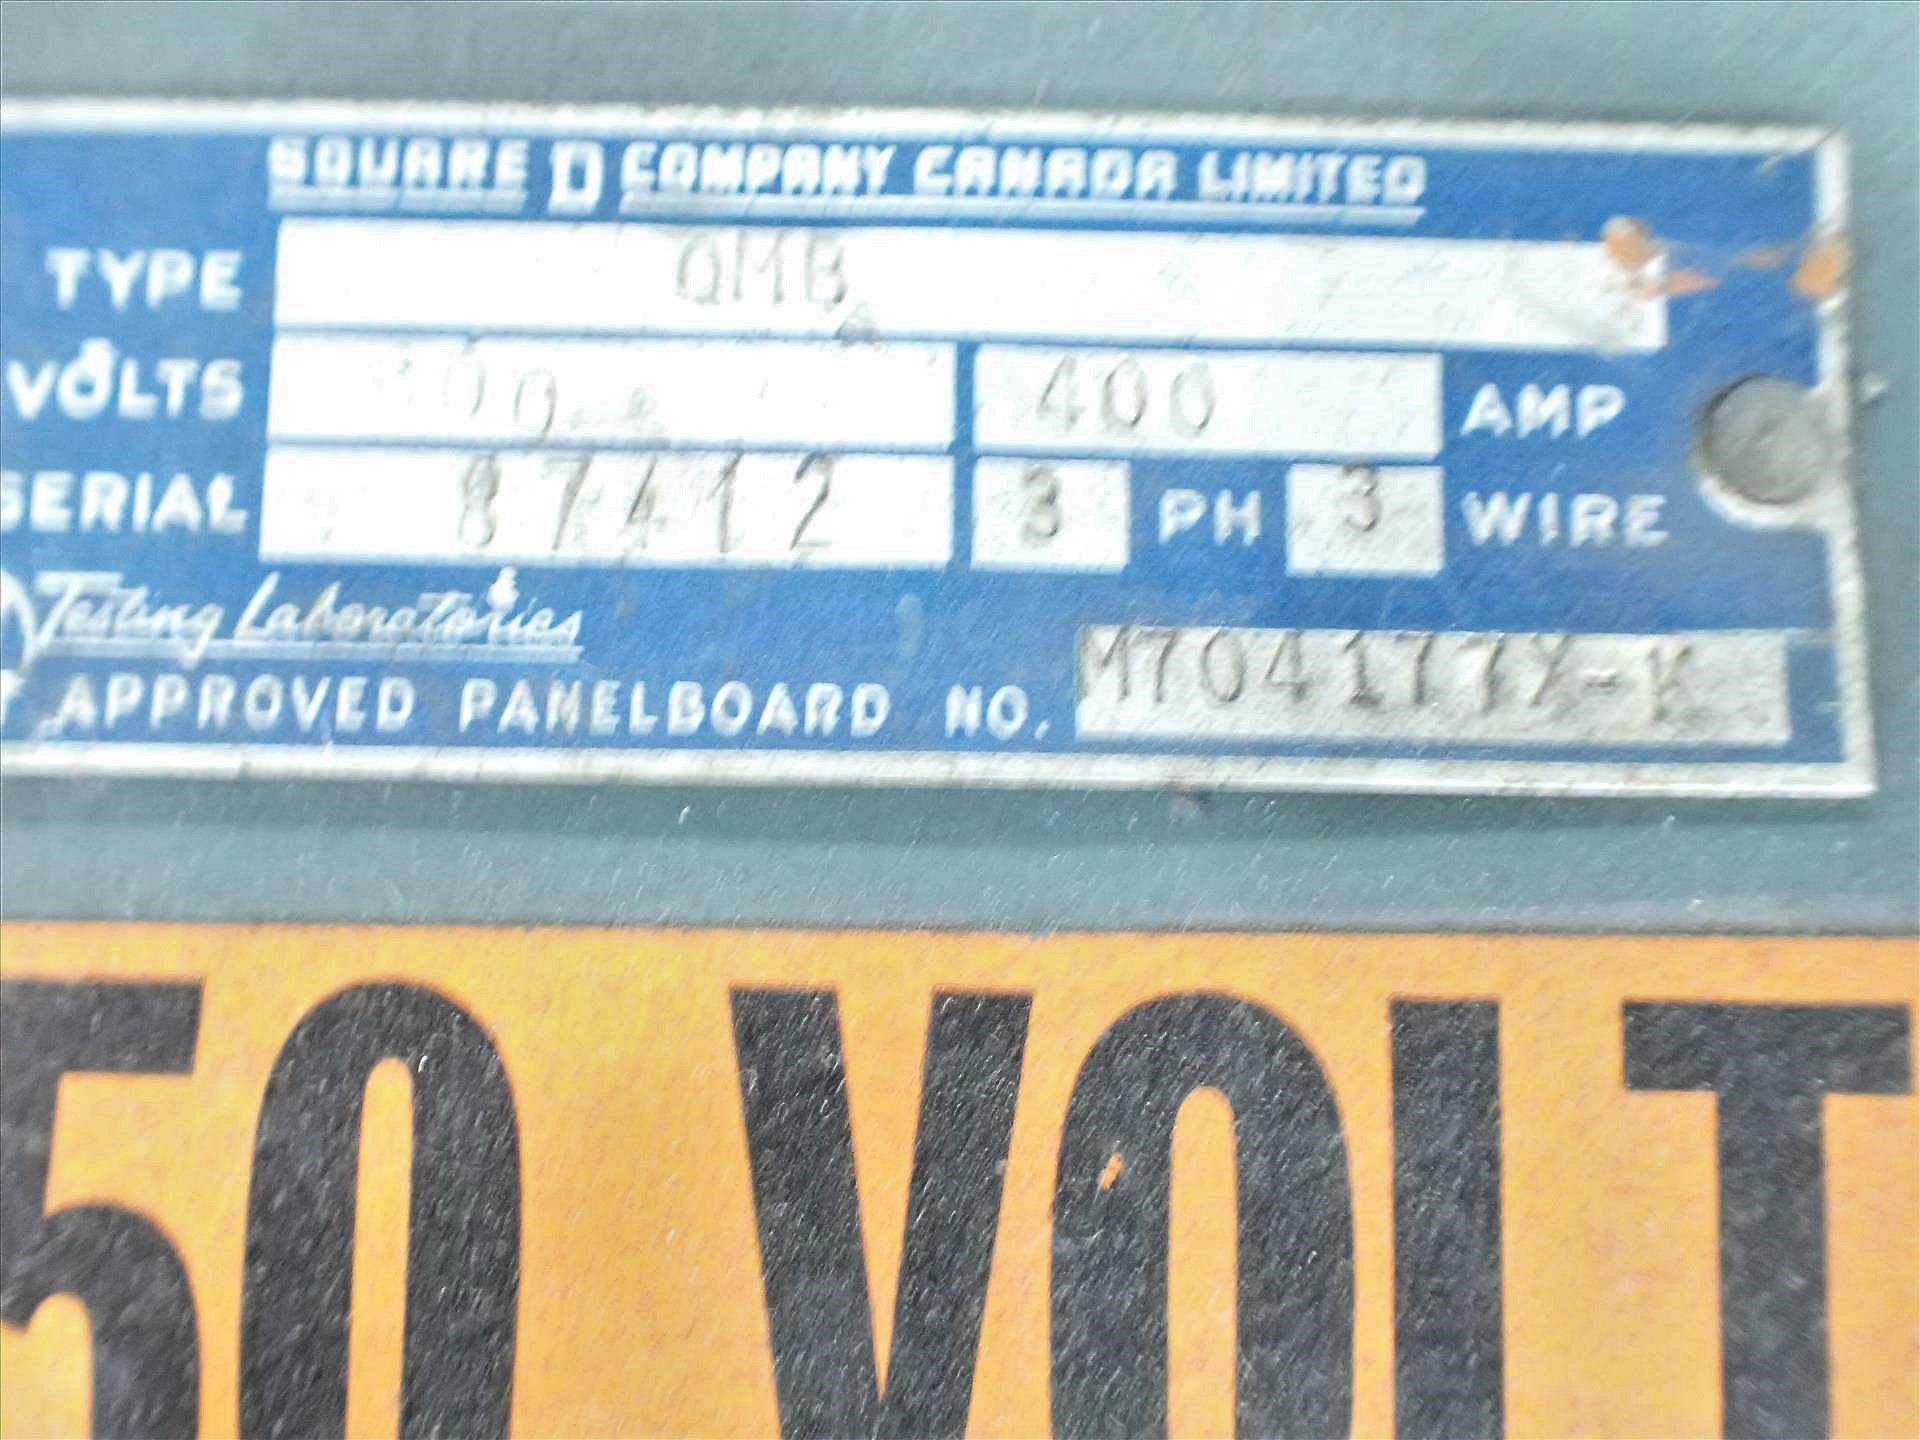 SQUARE D COMPANY CANADA LIMITED
TYPE QMB
VOLTS
400 AMP
SERIAL 87412 3 PH 3 WIRE
Testing Laboratories
APPROVED PANELBOARD NO. M704177Y-K
50 VOLT